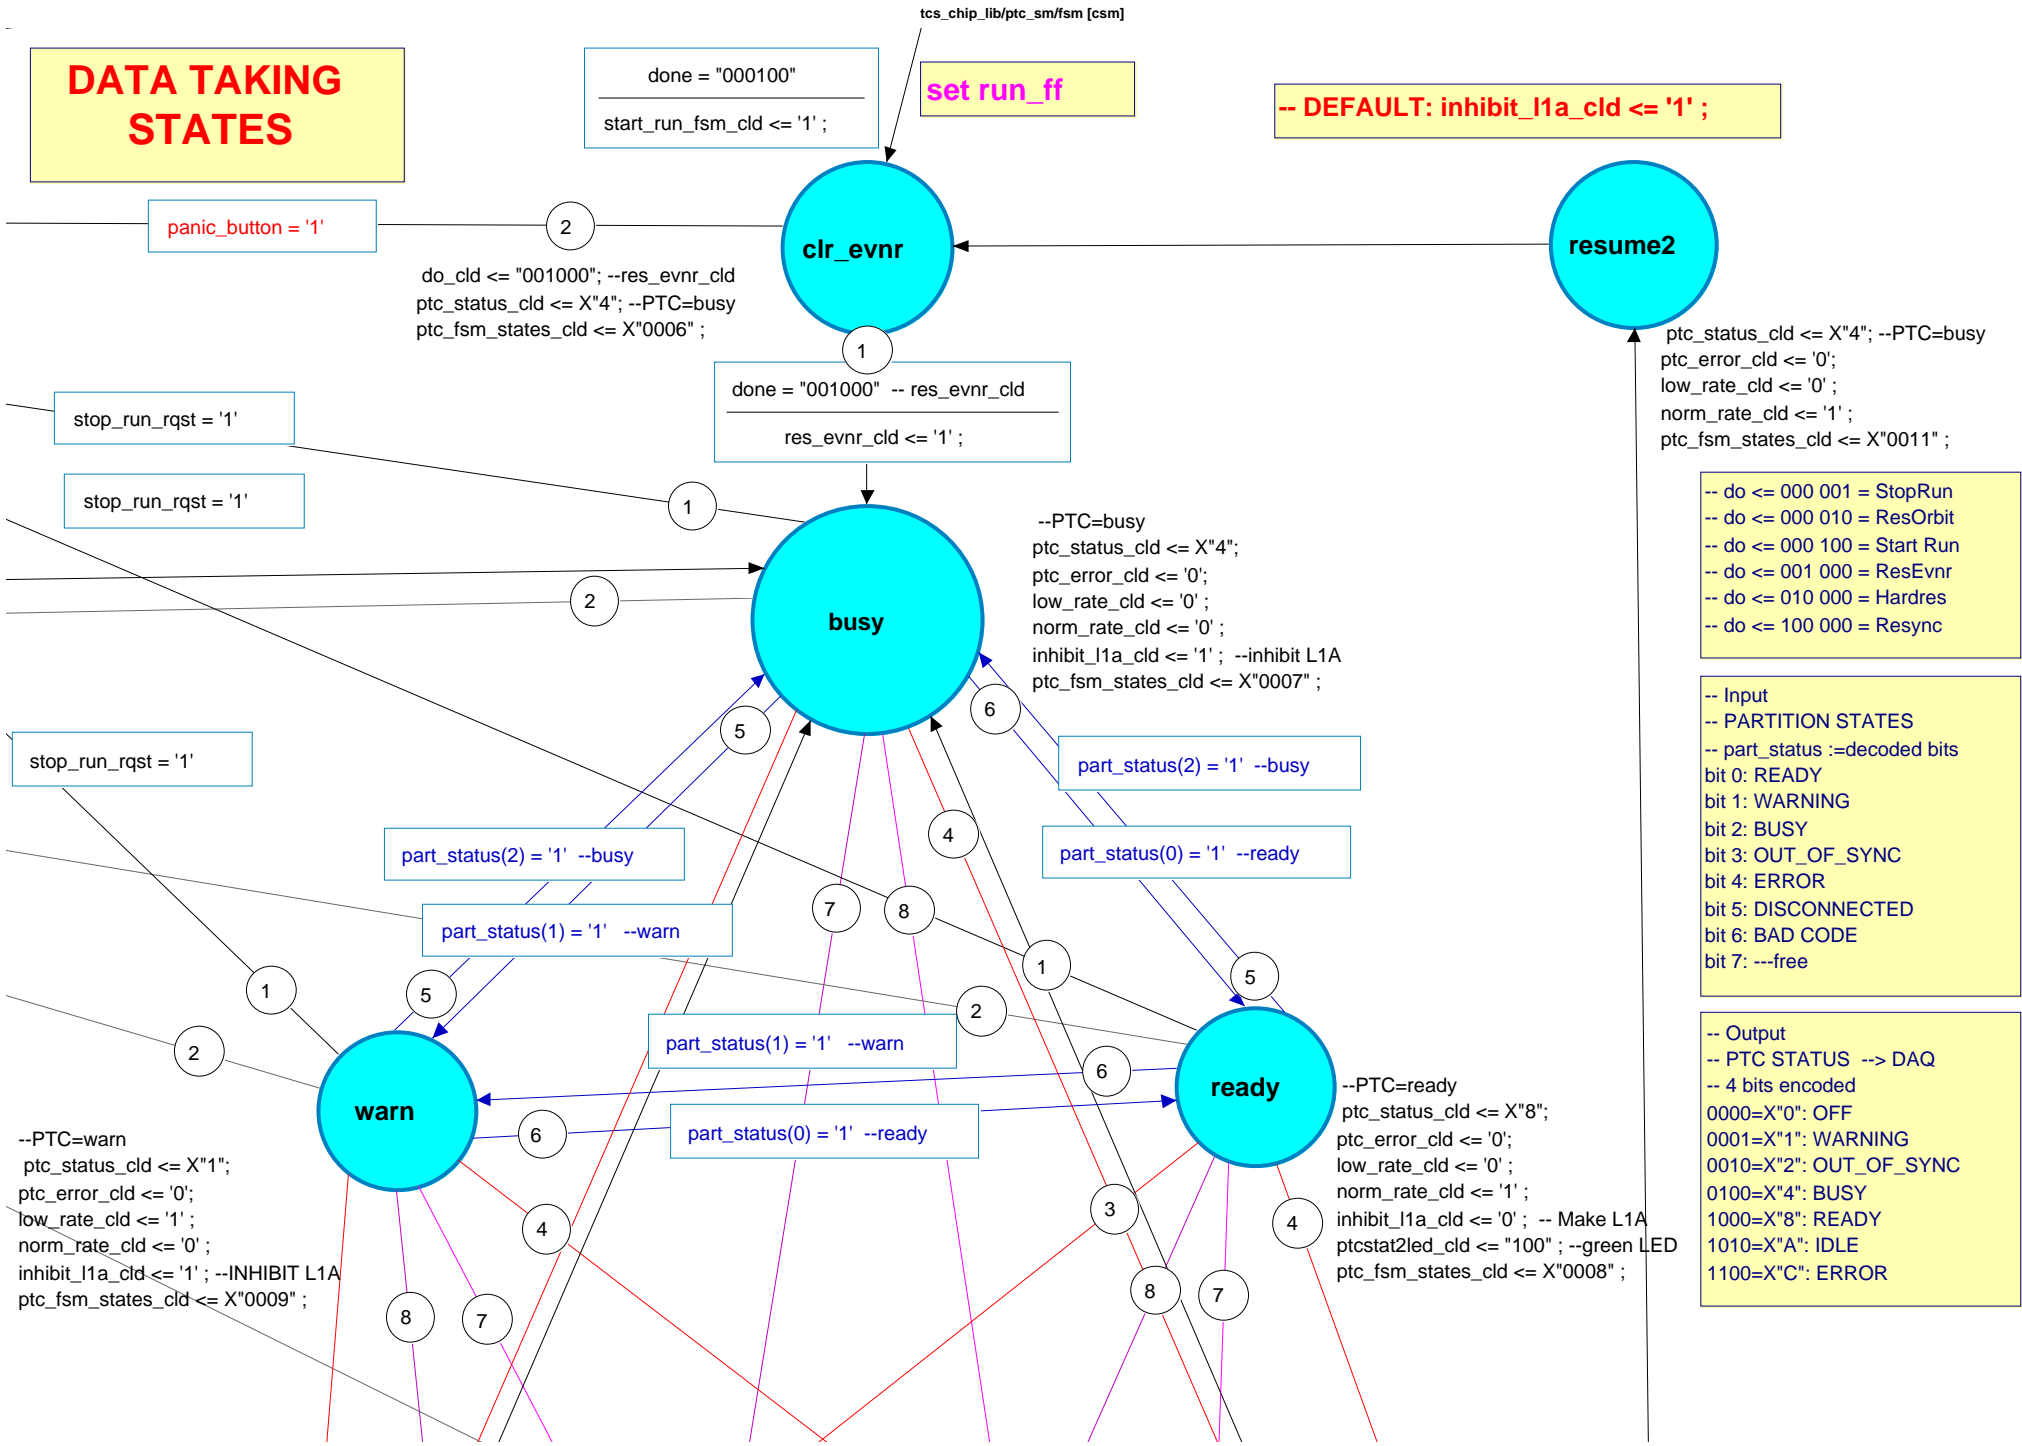 tcs_chip_lib/ptc_sm/fsm [csm]
DATA TAKING
STATES
done = "000100"
start_run_fsm_cld <= '1' ;
set run_ff
-- DEFAULT: inhibit_l1a_cld <= '1' ;
panic_button = '1'
2
clr_evnr
resume2
do_cld <= "001000"; --res_evnr_cld
ptc_status_cld <= X"4"; --PTC=busy
ptc_fsm_states_cld <= X"0006" ;
1
done = "001000"  -- res_evnr_cld
res_evnr_cld <= '1' ;
ptc_status_cld <= X"4"; --PTC=busy
ptc_error_cld <= '0';
low_rate_cld <= '0' ;
norm_rate_cld <= '1' ;
ptc_fsm_states_cld <= X"0011" ;
stop_run_rqst = '1'
stop_run_rqst = '1'
1
2
busy
--PTC=busy
ptc_status_cld <= X"4";
ptc_error_cld <= '0';
low_rate_cld <= '0' ;
norm_rate_cld <= '0' ;
inhibit_l1a_cld <= '1' ;  --inhibit L1A
ptc_fsm_states_cld <= X"0007" ;
-- do <= 000 001 = StopRun
-- do <= 000 010 = ResOrbit
-- do <= 000 100 = Start Run
-- do <= 001 000 = ResEvnr
-- do <= 010 000 = Hardres
-- do <= 100 000 = Resync
-- Input
-- PARTITION STATES
-- part_status :=decoded bits
bit 0: READY
bit 1: WARNING
bit 2: BUSY
bit 3: OUT_OF_SYNC
bit 4: ERROR
bit 5: DISCONNECTED
bit 6: BAD CODE
bit 7: ---free
5
6
stop_run_rqst = '1'
part_status(2) = '1'  --busy
part_status(2) = '1'  --busy
4
part_status(0) = '1'  --ready
7
8
part_status(1) = '1'   --warn
1
5
1
5
2
2
part_status(1) = '1'   --warn
6
warn
ready
part_status(0) = '1'  --ready
6
--PTC=warn
ptc_status_cld <= X"1";
ptc_error_cld <= '0';
low_rate_cld <= '1' ;
norm_rate_cld <= '0' ;
inhibit_l1a_cld <= '1' ; --INHIBIT L1A
ptc_fsm_states_cld <= X"0009" ;
--PTC=ready
ptc_status_cld <= X"8";
ptc_error_cld <= '0';
low_rate_cld <= '0' ;
norm_rate_cld <= '1' ;
inhibit_l1a_cld <= '0' ;  -- Make L1A
ptcstat2led_cld <= "100" ; --green LED
ptc_fsm_states_cld <= X"0008" ;
4
3
4
8
7
8
7
-- Output
-- PTC STATUS  --> DAQ
-- 4 bits encoded
0000=X"0": OFF
0001=X"1": WARNING
0010=X"2": OUT_OF_SYNC
0100=X"4": BUSY
1000=X"8": READY
1010=X"A": IDLE
1100=X"C": ERROR